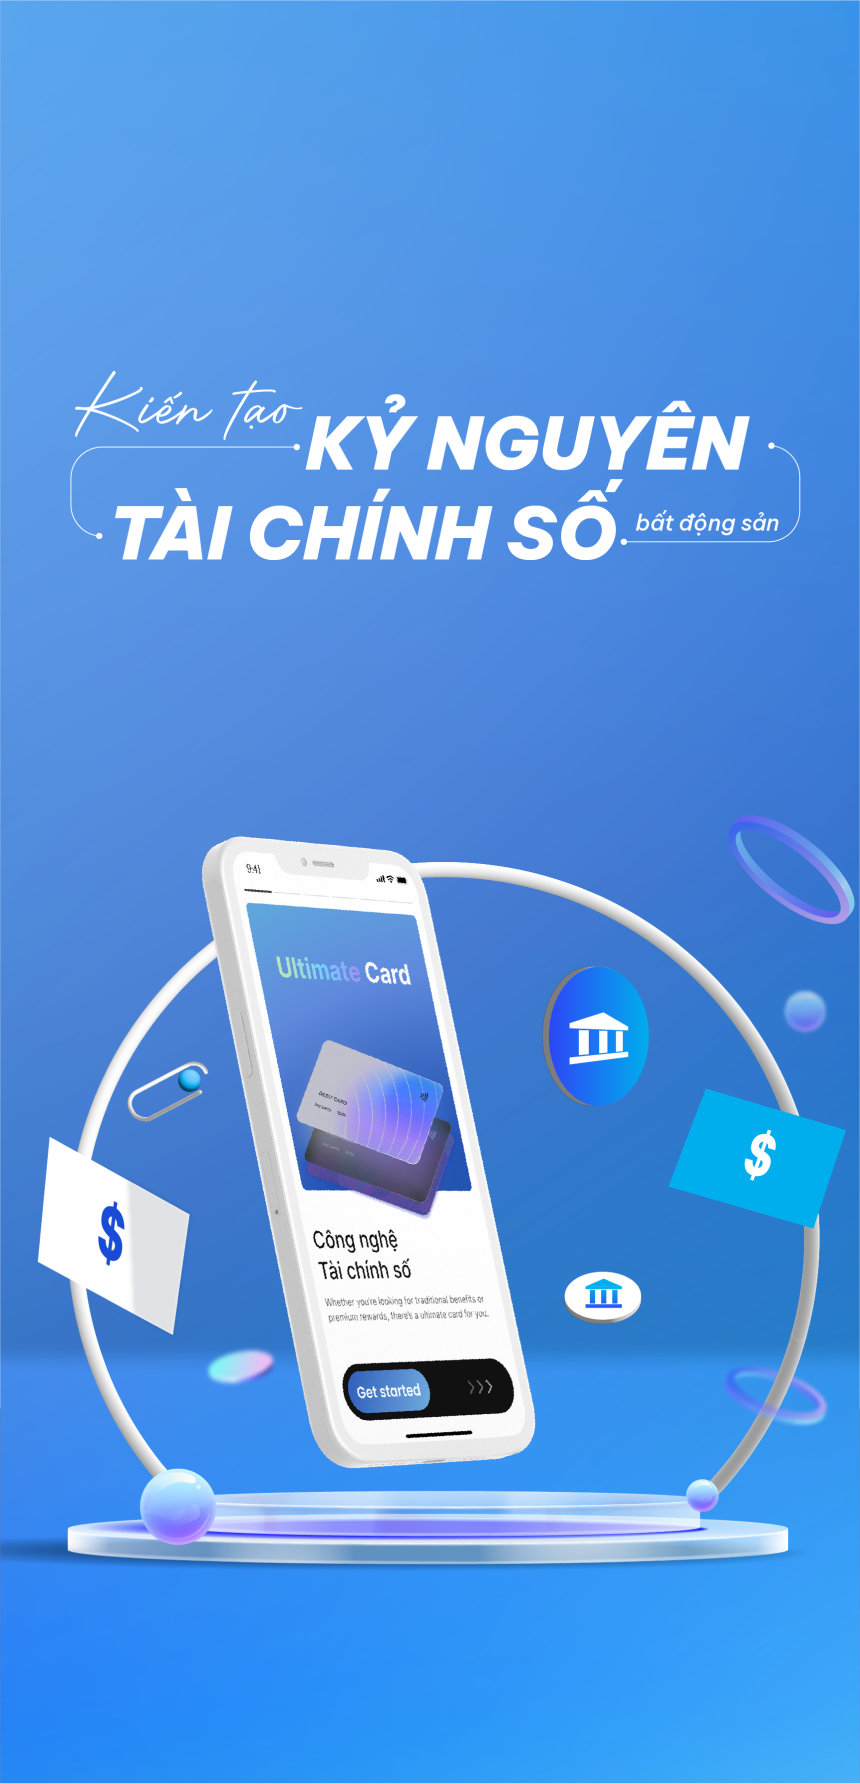 Kiến tạo
KỶ NGUYÊN
TÀI CHÍNH SỐ
bất động sản
9:41
Ultimate Card
Công nghệ
Tài chính số
Whether you're looking for traditional benefits or
premium rewards, there's a ultimate card for you.
Get started
$
$